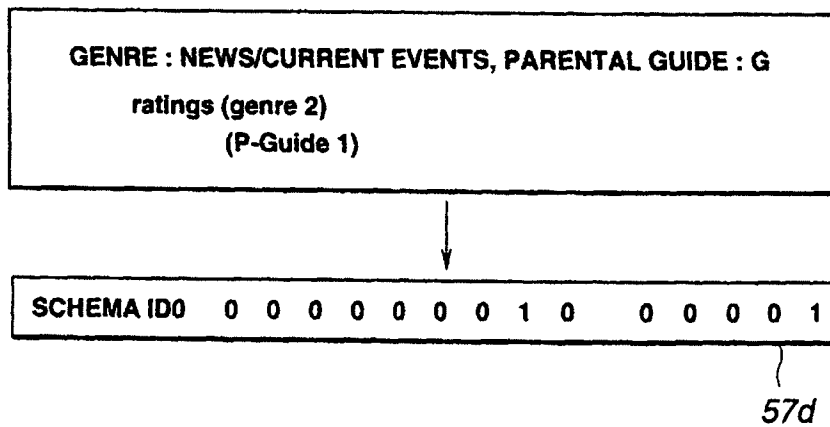 GENRE : NEWS/CURRENT EVENTS, PARENTAL GUIDE : G
ratings (genre 2)
(P-Guide 1)
SCHEMA ID0 0 0 0 0 0 0 0 1 0 0 0 0 0 1
57d